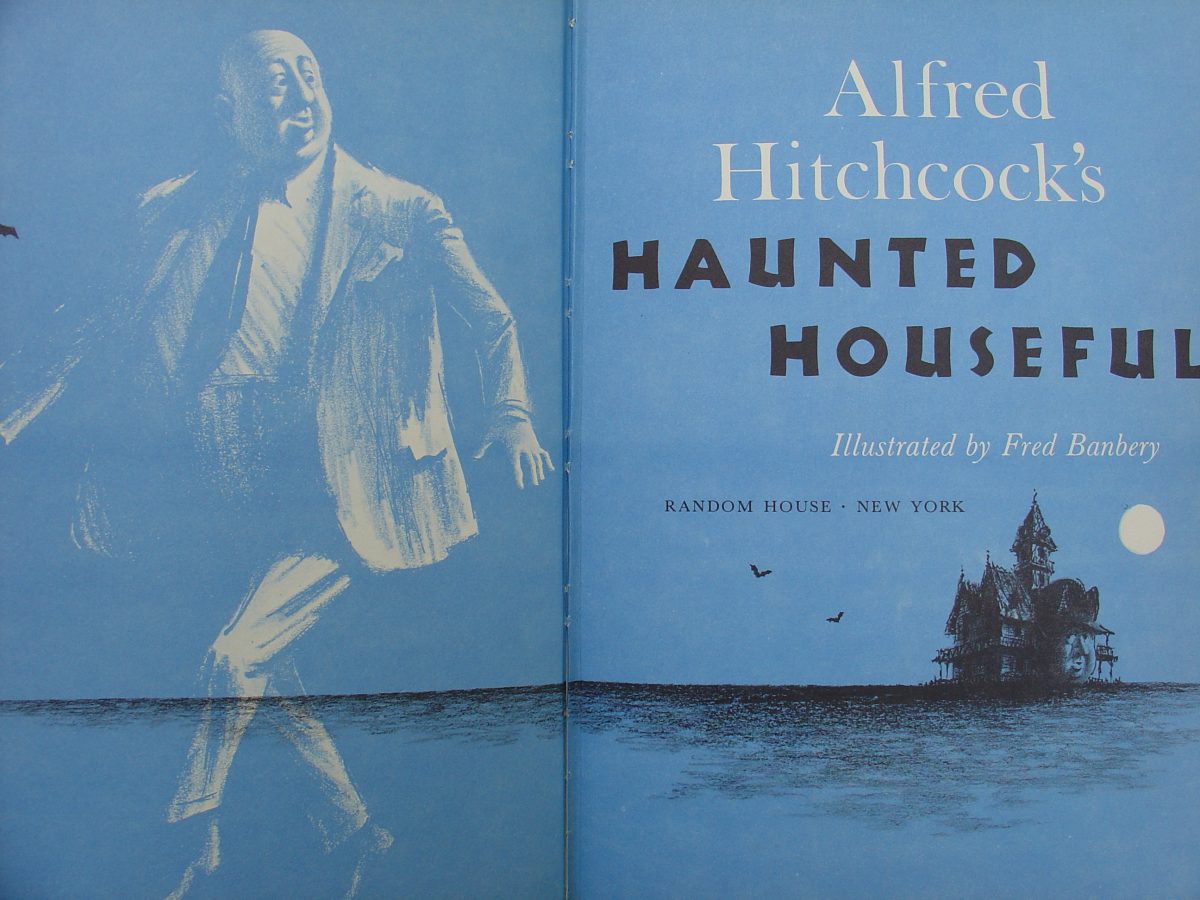 Alfred
Hitchcock’s
HAUNTED
HOUSEFUL
Illustrated by Fred Banbery
RANDOM HOUSE · NEW YORK